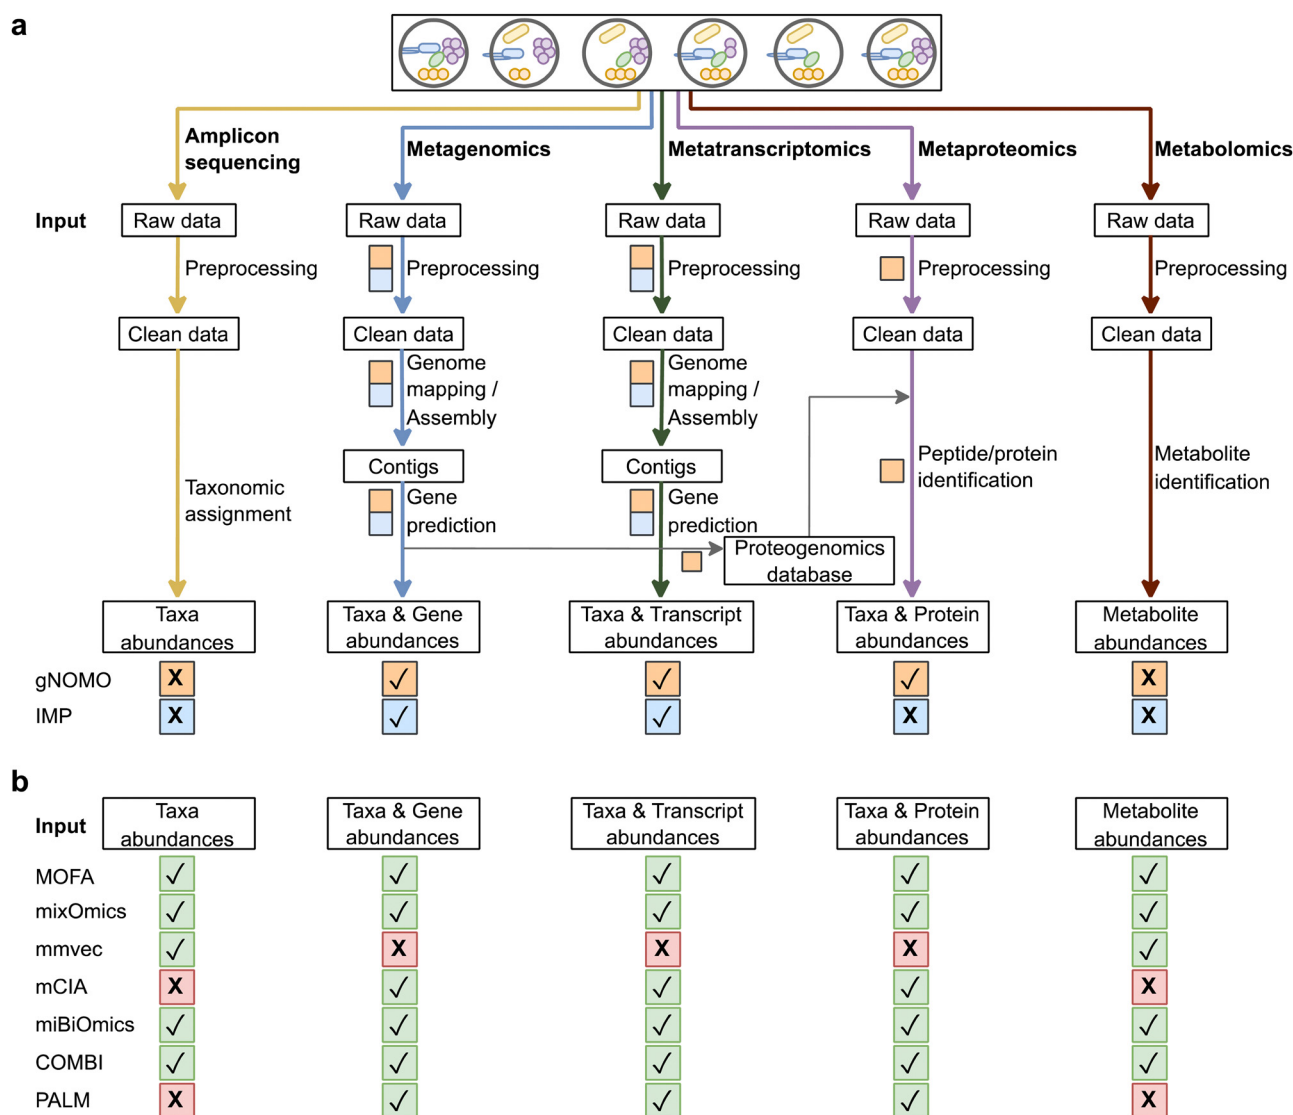 a
Amplicon
sequencing
Metagenomics
Metatranscriptomics
Metaproteomics
Metabolomics
Input
Raw data
Raw data
Raw data
Raw data
Raw data
Preprocessing
Preprocessing
Preprocessing
Preprocessing
Preprocessing
Clean data
Clean data
Clean data
Clean data
Clean data
Genome
mapping /
Assembly
Genome
mapping /
Assembly
Contigs
Contigs
Taxonomic
assignment
Gene
prediction
Gene
prediction
Peptide/protein
identification
Metabolite
identification
Proteogenomics
database
Taxa
abundances
Taxa & Gene
abundances
Taxa & Transcript
abundances
Taxa & Protein
abundances
Metabolite
abundances
gNOMO X ✓ ✓ ✓ X
IMP X ✓ ✓ X X
b
Input
Taxa
abundances
Taxa & Gene
abundances
Taxa & Transcript
abundances
Taxa & Protein
abundances
Metabolite
abundances
MOFA ✓ ✓ ✓ ✓ ✓
mixOmics ✓ ✓ ✓ ✓ ✓
mmvec ✓ X X X ✓
mCIA X ✓ ✓ ✓ X
miBiOmics ✓ ✓ ✓ ✓ ✓
COMBI ✓ ✓ ✓ ✓ ✓
PALM X ✓ ✓ ✓ X